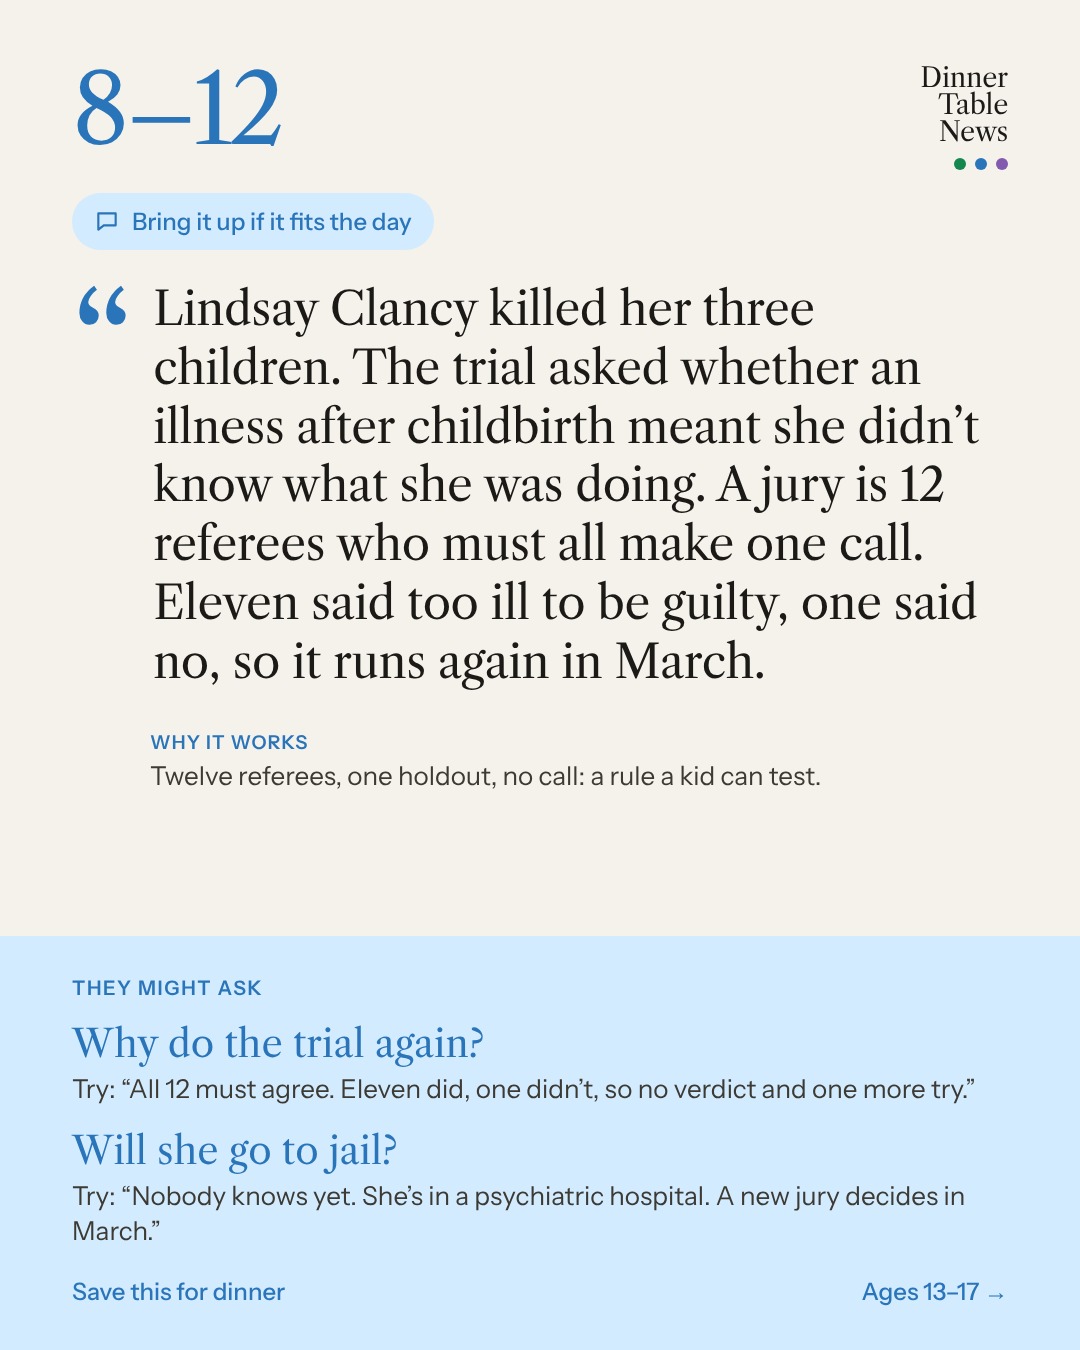 8–12
Dinner
Table
News
Bring it up if it fits the day
“ Lindsay Clancy killed her three
children. The trial asked whether an
illness after childbirth meant she didn’t
know what she was doing. A jury is 12
referees who must all make one call.
Eleven said too ill to be guilty, one said
no, so it runs again in March.
WHY IT WORKS
Twelve referees, one holdout, no call: a rule a kid can test.
THEY MIGHT ASK
Why do the trial again?
Try: “All 12 must agree. Eleven did, one didn’t, so no verdict and one more try.”
Will she go to jail?
Try: “Nobody knows yet. She’s in a psychiatric hospital. A new jury decides in
March.”
Save this for dinner
Ages 13–17 →